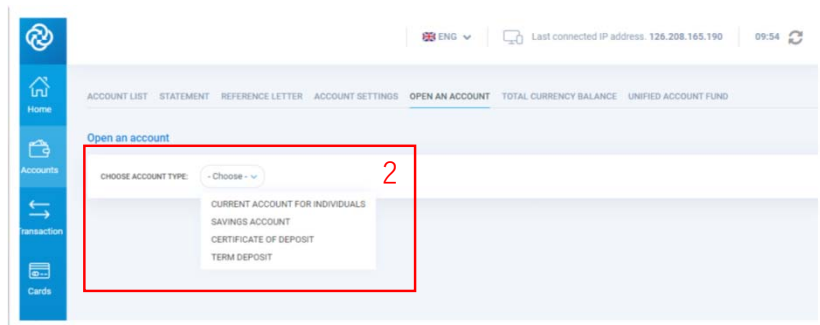 ENG Last connected IP address. 126.208.165.190 09:54
Home
ACCOUNT LIST STATEMENT REFERENCE LETTER ACCOUNT SETTINGS OPEN AN ACCOUNT TOTAL CURRENCY BALANCE UNIFIED ACCOUNT FUND
Open an account
Accounts
CHOOSE ACCOUNT TYPE: - Choose - 2
CURRENT ACCOUNT FOR INDIVIDUALS
SAVINGS ACCOUNT
CERTIFICATE OF DEPOSIT
TERM DEPOSIT
Transaction
Cards